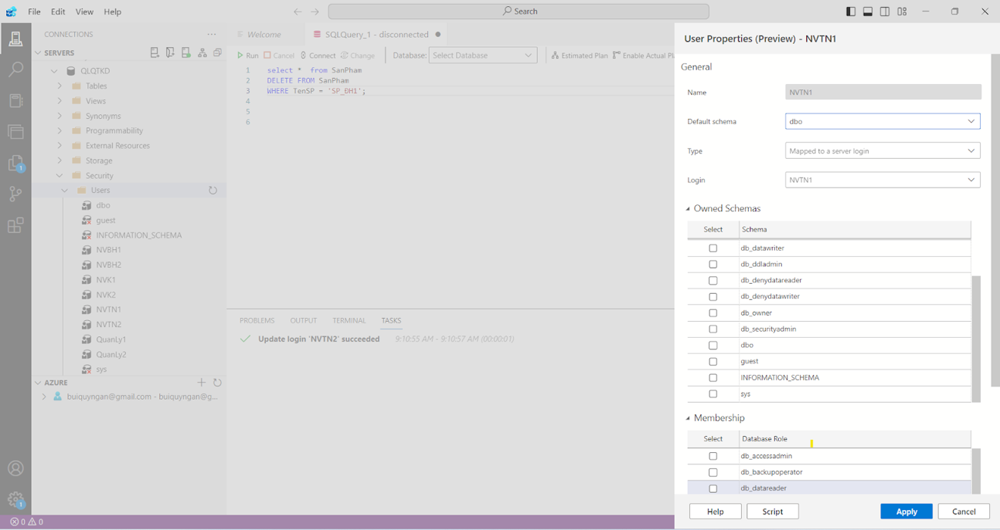 File Edit View Help
Search
CONNECTIONS
SERVERS
QLQTKD
Tables
Views
Synonyms
Programmability
External Resources
Storage
Security
Users
dbo
guest
INFORMATION_SCHEMA
NVBH1
NVBH2
NVK1
NVK2
NVTN1
NVTN2
QuanLy1
QuanLy2
sys
AZURE
buiquyngan@gmail.com - buiquyngan@g...
1
1
0 0
Welcome SQLQuery_1 - disconnected
Run Cancel Connect Change Database: Select Database Estimated Plan Enable Actual Pla
1 select * from SanPham
2 DELETE FROM SanPham
3 WHERE TenSP = 'SP_ĐH1';
4
5
6
PROBLEMS OUTPUT TERMINAL TASKS
Update login 'NVTN2' succeeded 9:10:55 AM - 9:10:57 AM (00:00:01)
User Properties (Preview) - NVTN1
General
Name NVTN1
Default schema dbo
Type Mapped to a server login
Login NVTN1
Owned Schemas
Select Schema
db_datawriter
db_ddladmin
db_denydatareader
db_denydatawriter
db_owner
db_securityadmin
dbo
guest
INFORMATION_SCHEMA
sys
Membership
Select Database Role
db_accessadmin
db_backupoperator
db_datareader
Help Script Apply Cancel